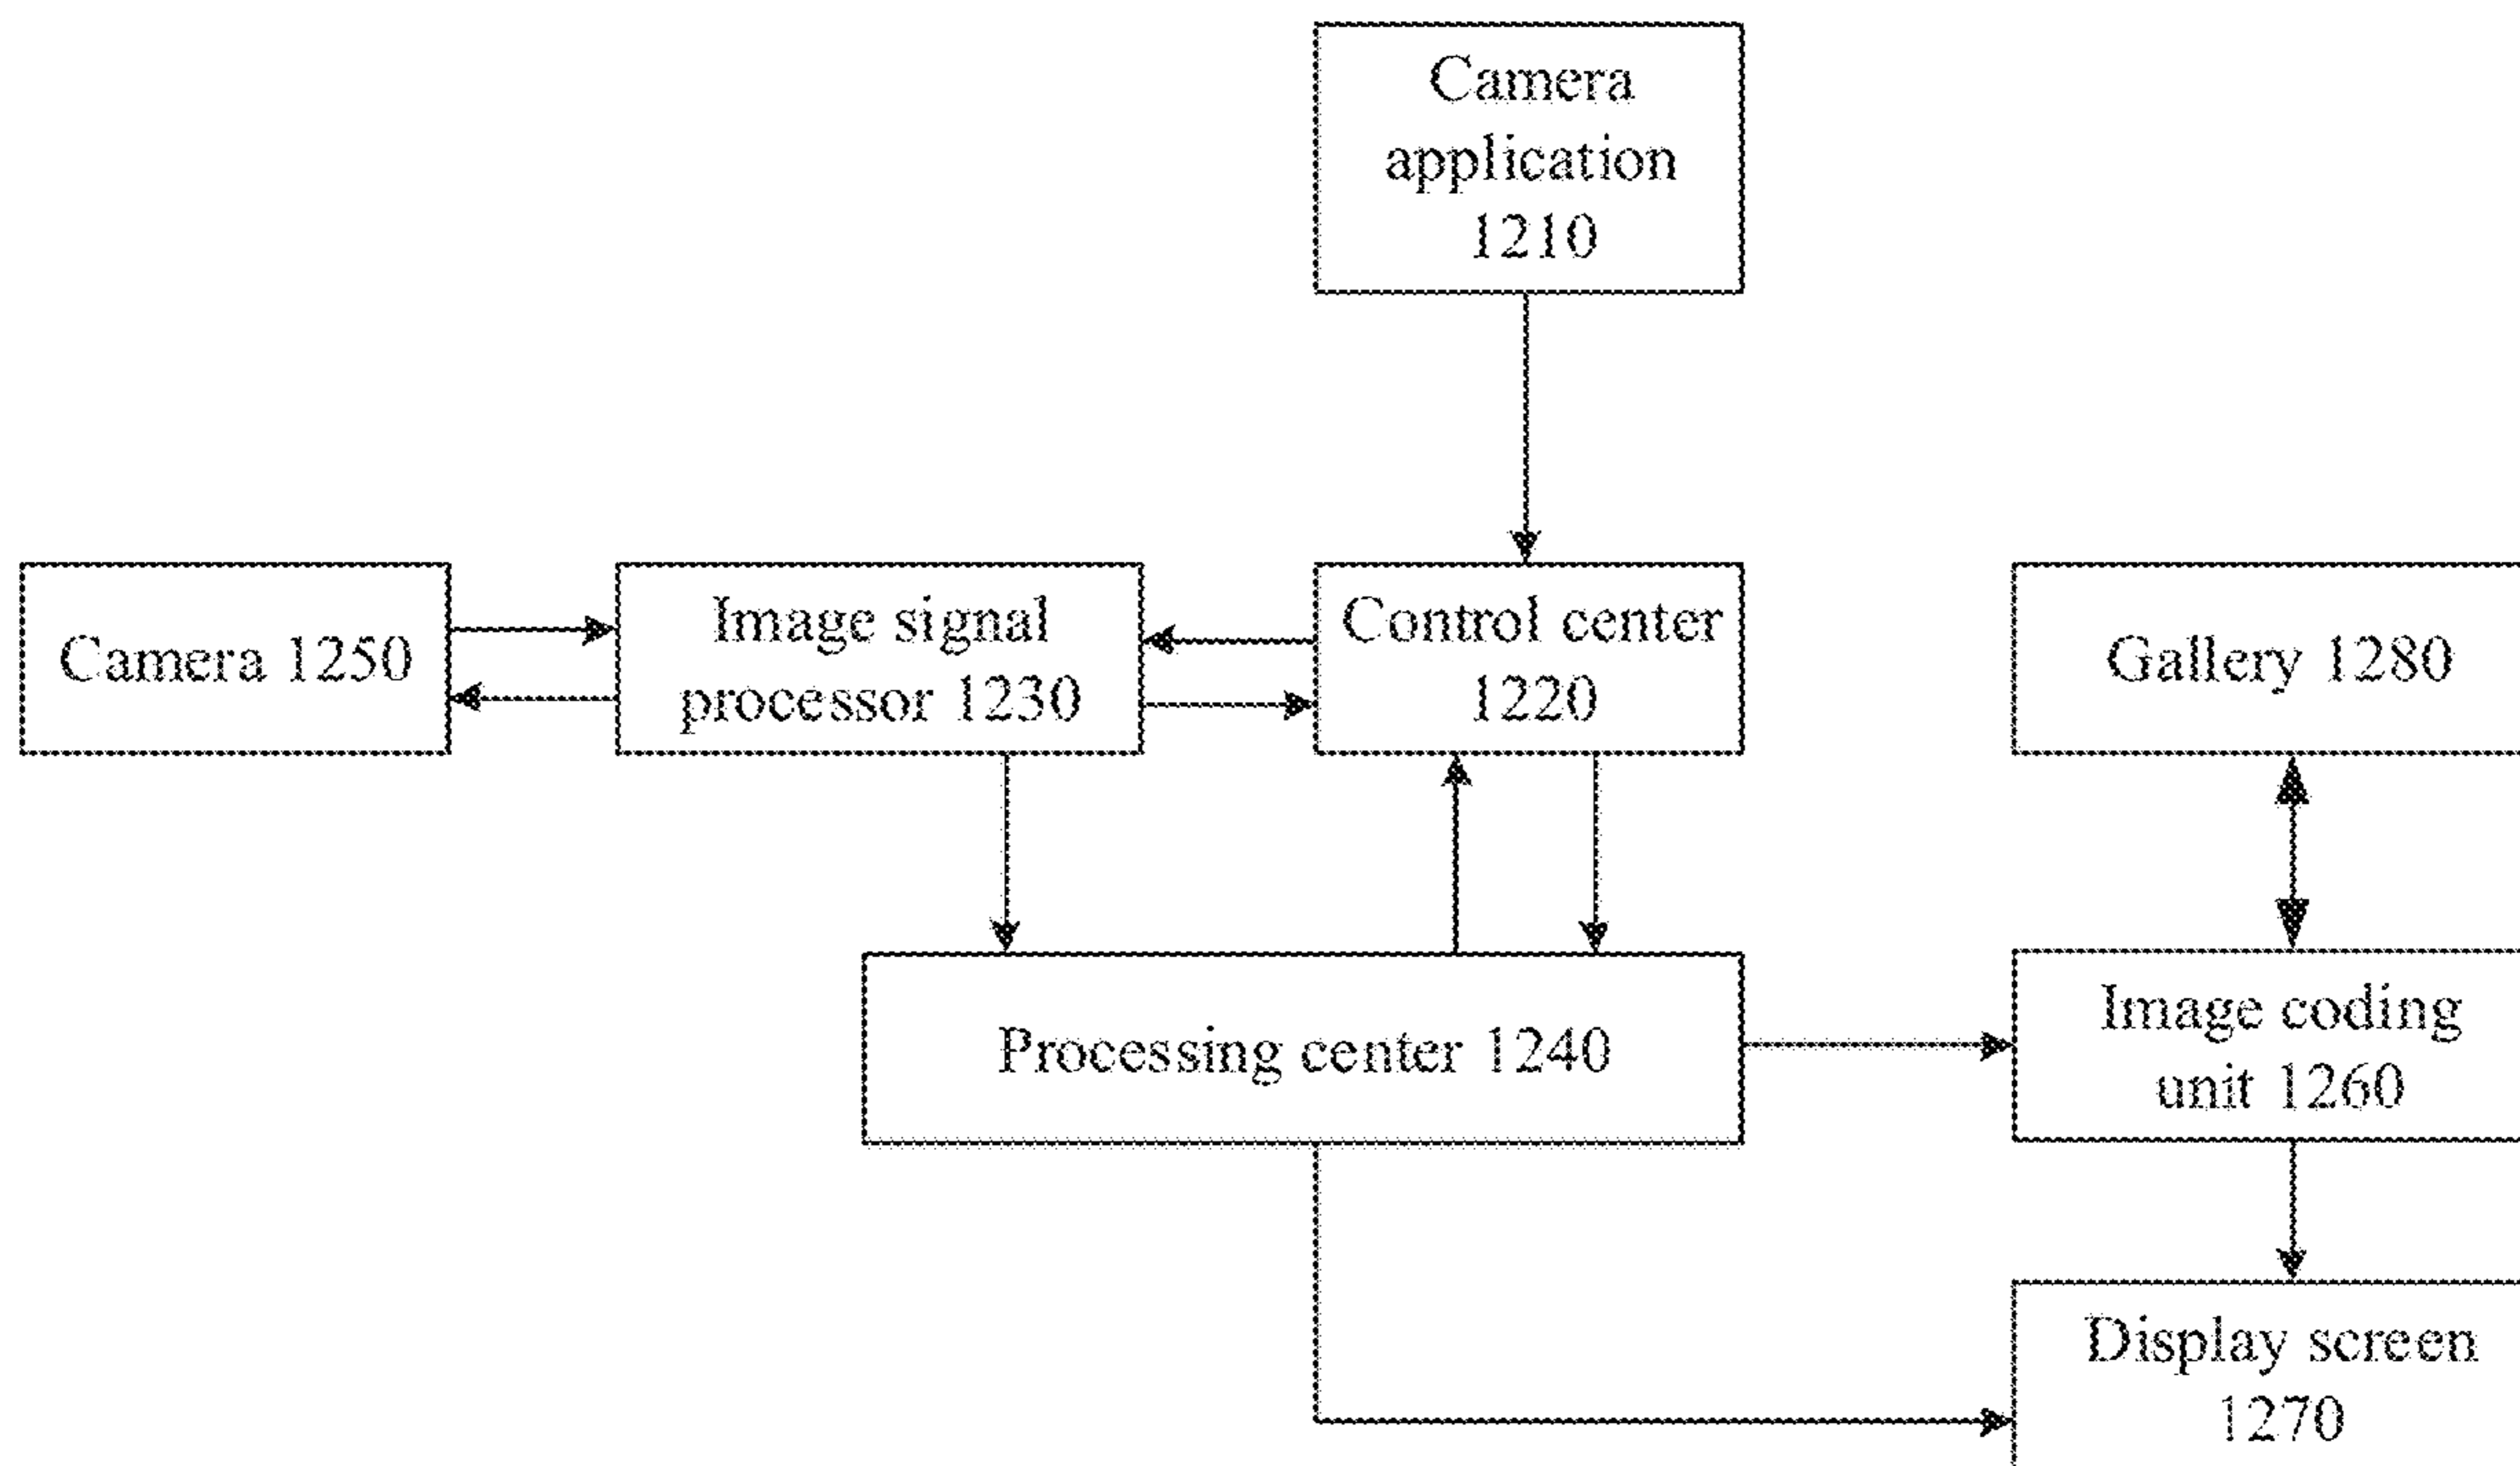 Camera
application
1210
Camera 1250
Image signal
processor 1230
Control center
1220
Gallery 1280
Processing center 1240
Image coding
unit 1260
Display screen
1270